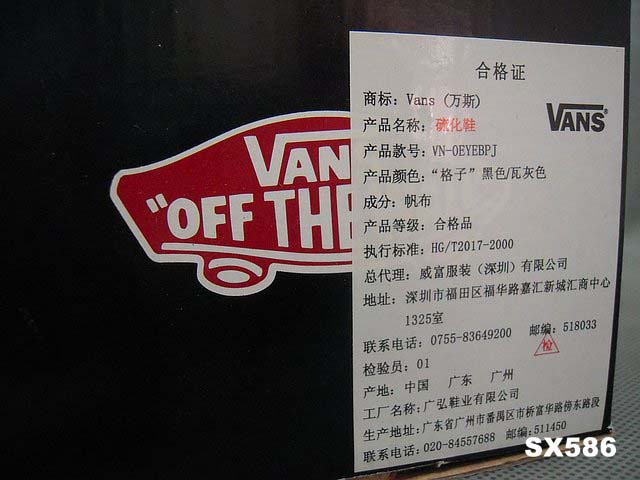 VAN
"OFF THE
合格证
商标：Vans (万斯)
VANS
产品名称：硫化鞋
产品款号：VN-0EYEBPJ
产品颜色："格子"黑色/瓦灰色
成分：帆布
产品等级：合格品
执行标准：HG/T2017-2000
总代理：威富服装（深圳）有限公司
地址：深圳市福田区福华路嘉汇新城汇商中心
1325室
联系电话：0755-83649200 邮编：518033
检
检验员：01
产地：中国 广东 广州
工厂名称：广弘鞋业有限公司
生产地址：广东省广州市番禺区市桥富华路傍东路段
联系电话：020-84557688 邮编：511450
SX586